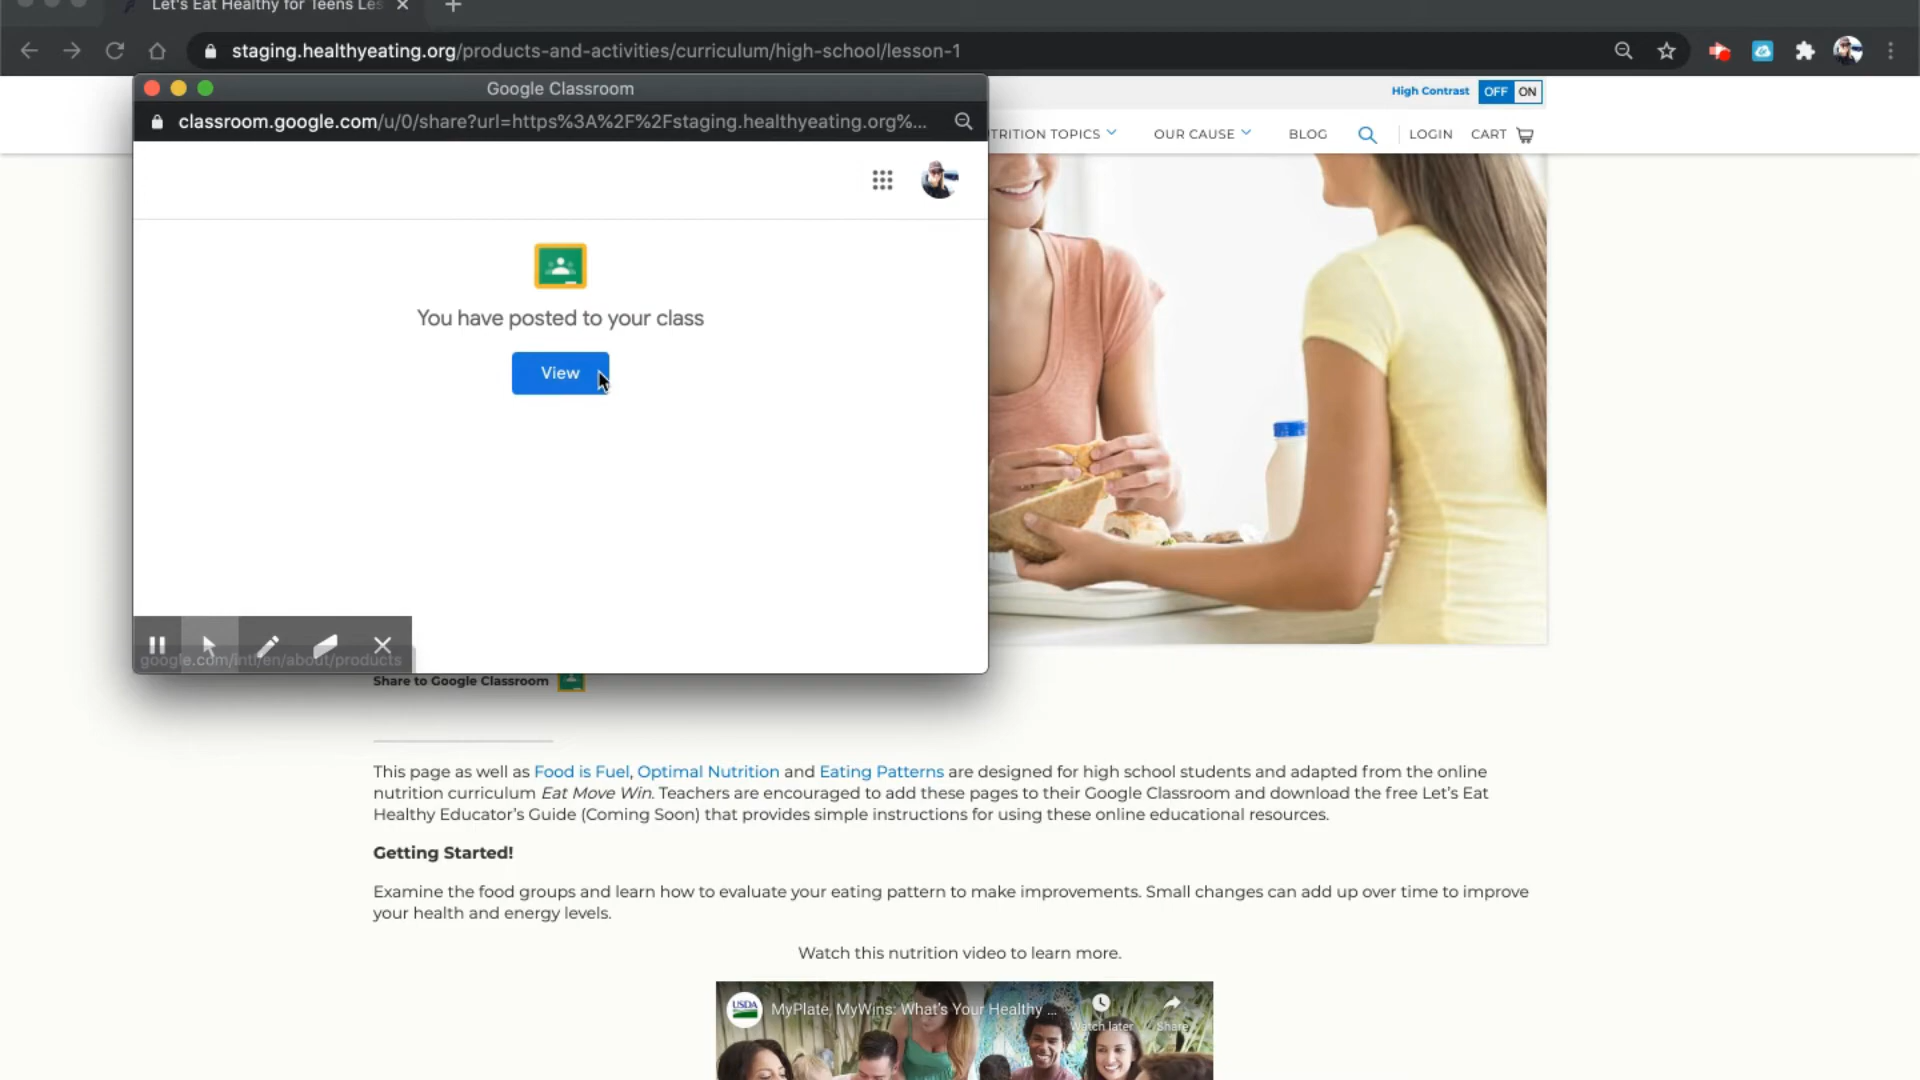 Let's Eat Healthy for Teens Les
staging.healthyeating.org/products-and-activities/curriculum/high-school/lesson-1
Google Classroom
classroom.google.com/u/0/share?url=https%3A%2F%2Fstaging.healthyeating.org%...
High Contrast OFF ON
TRITION TOPICS OUR CAUSE BLOG LOGIN CART
You have posted to your class
View
google.com/intl/en/about/products
Share to Google Classroom
This page as well as Food is Fuel, Optimal Nutrition and Eating Patterns are designed for high school students and adapted from the online
nutrition curriculum Eat Move Win. Teachers are encouraged to add these pages to their Google Classroom and download the free Let's Eat
Healthy Educator's Guide (Coming Soon) that provides simple instructions for using these online educational resources.
Getting Started!
Examine the food groups and learn how to evaluate your eating pattern to make improvements. Small changes can add up over time to improve
your health and energy levels.
Watch this nutrition video to learn more.
USDA MyPlate, MyWins: What's Your Healthy ...
Watch later Share